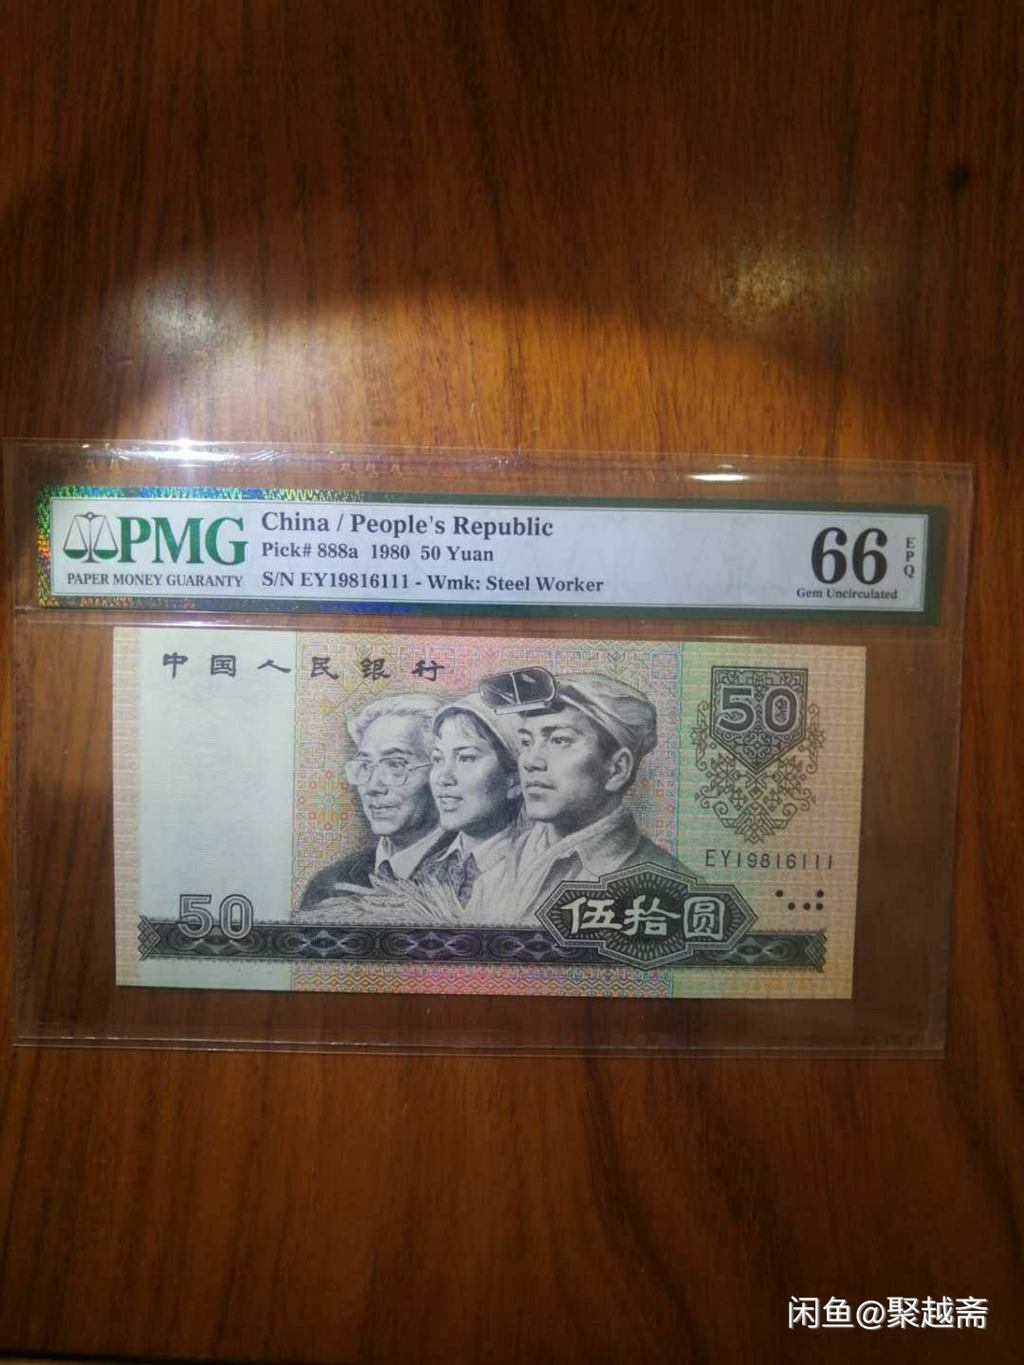 PMG
PAPER MONEY GUARANTY
China / People's Republic
Pick# 888a 1980 50 Yuan
S/N EY19816111 - Wmk: Steel Worker
66
EPQ
Gem Uncirculated
中国人民银行
50
EY19816111
50
伍拾圆
闲鱼@聚越斋